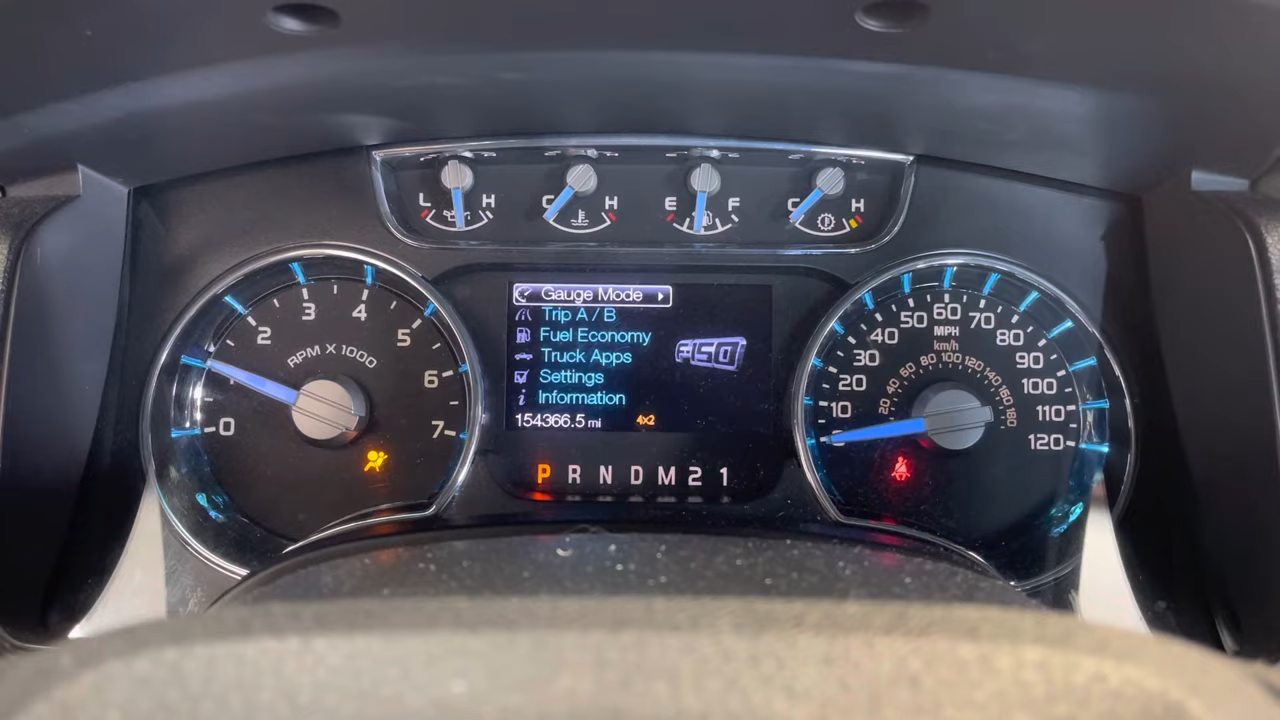 L H C H E F C H
Gauge Mode
Trip A / B
Fuel Economy
Truck Apps
Settings
Information
F150
154366.5 mi 4x2
P R N D M 2 1
0 1 2 3 4 5 6 7
RPM X 1000
10 20 30 40 50 60 70 80 90 100 110 120
MPH
km/h
20 40 60 80 100 120 140 160 180